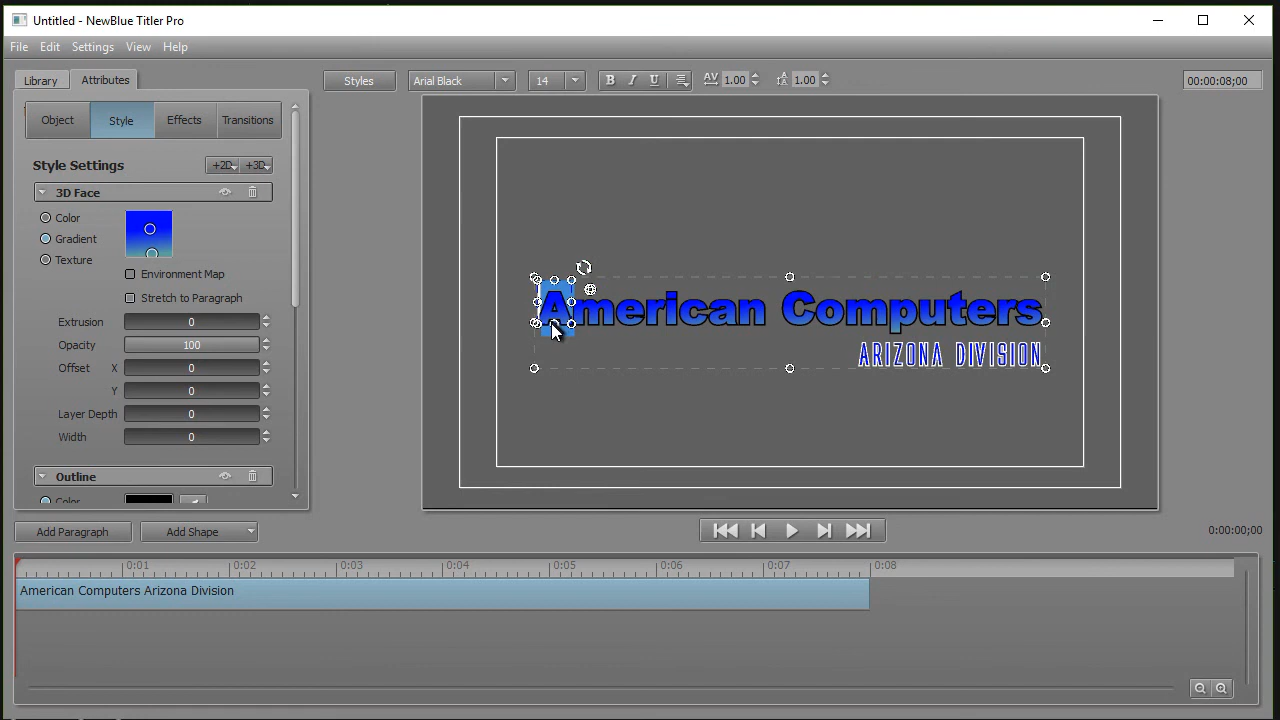 Untitled - NewBlue Titler Pro
File Edit Settings View Help
Library Attributes Styles Arial Black 14 B I U AV 1.00 A 1.00 00:00:08;00
Object Style Effects Transitions
Style Settings +2D +3D
3D Face
Color
Gradient
Texture
Environment Map
Stretch to Paragraph
Extrusion 0
Opacity 100
Offset X 0
Y 0
Layer Depth 0
Width 0
Outline
Color
American Computers
ARIZONA DIVISION
Add Paragraph Add Shape 0:00:00;00
0:01 0:02 0:03 0:04 0:05 0:06 0:07 0:08
American Computers Arizona Division